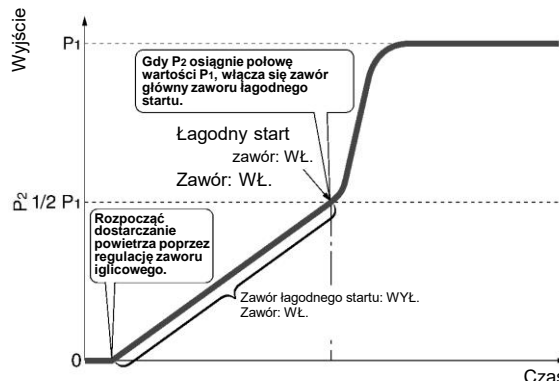 Wyjście
P1
Gdy P2 osiągnie połowę
wartości P1, włącza się zawór
główny zaworu łagodnego
startu.
Łagodny start
zawór: WŁ.
Zawór: WŁ.
P2 1/2 P1
Rozpocząć
dostarczanie
powietrza poprzez
regulację zaworu
iglicowego.
Zawór łagodnego startu: WYŁ.
Zawór: WŁ.
0
Czas